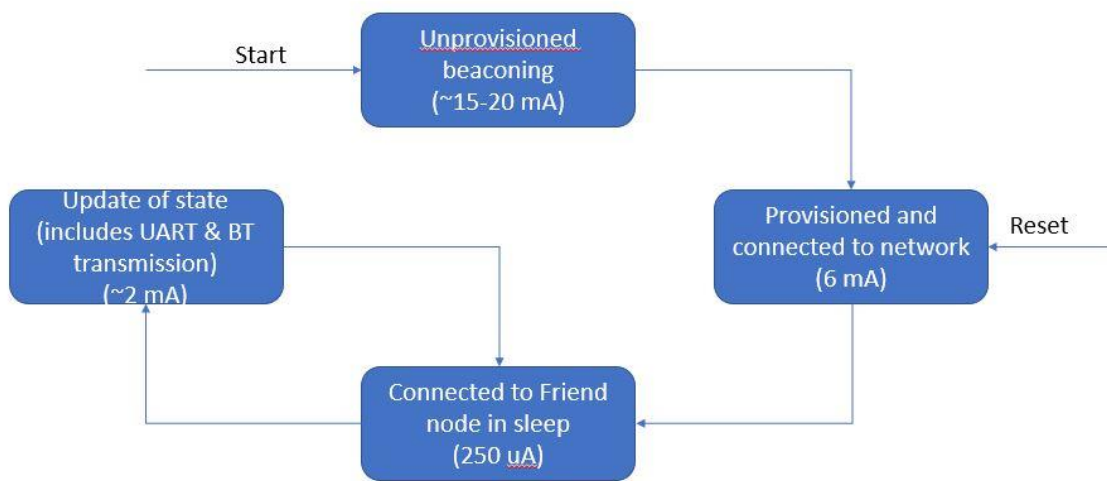 Start
Unprovisioned
beaconing
(~15-20 mA)
Update of state
(includes UART & BT
transmission)
(~2 mA)
Provisioned and
connected to network
(6 mA)
Reset
Connected to Friend
node in sleep
(250 uA)